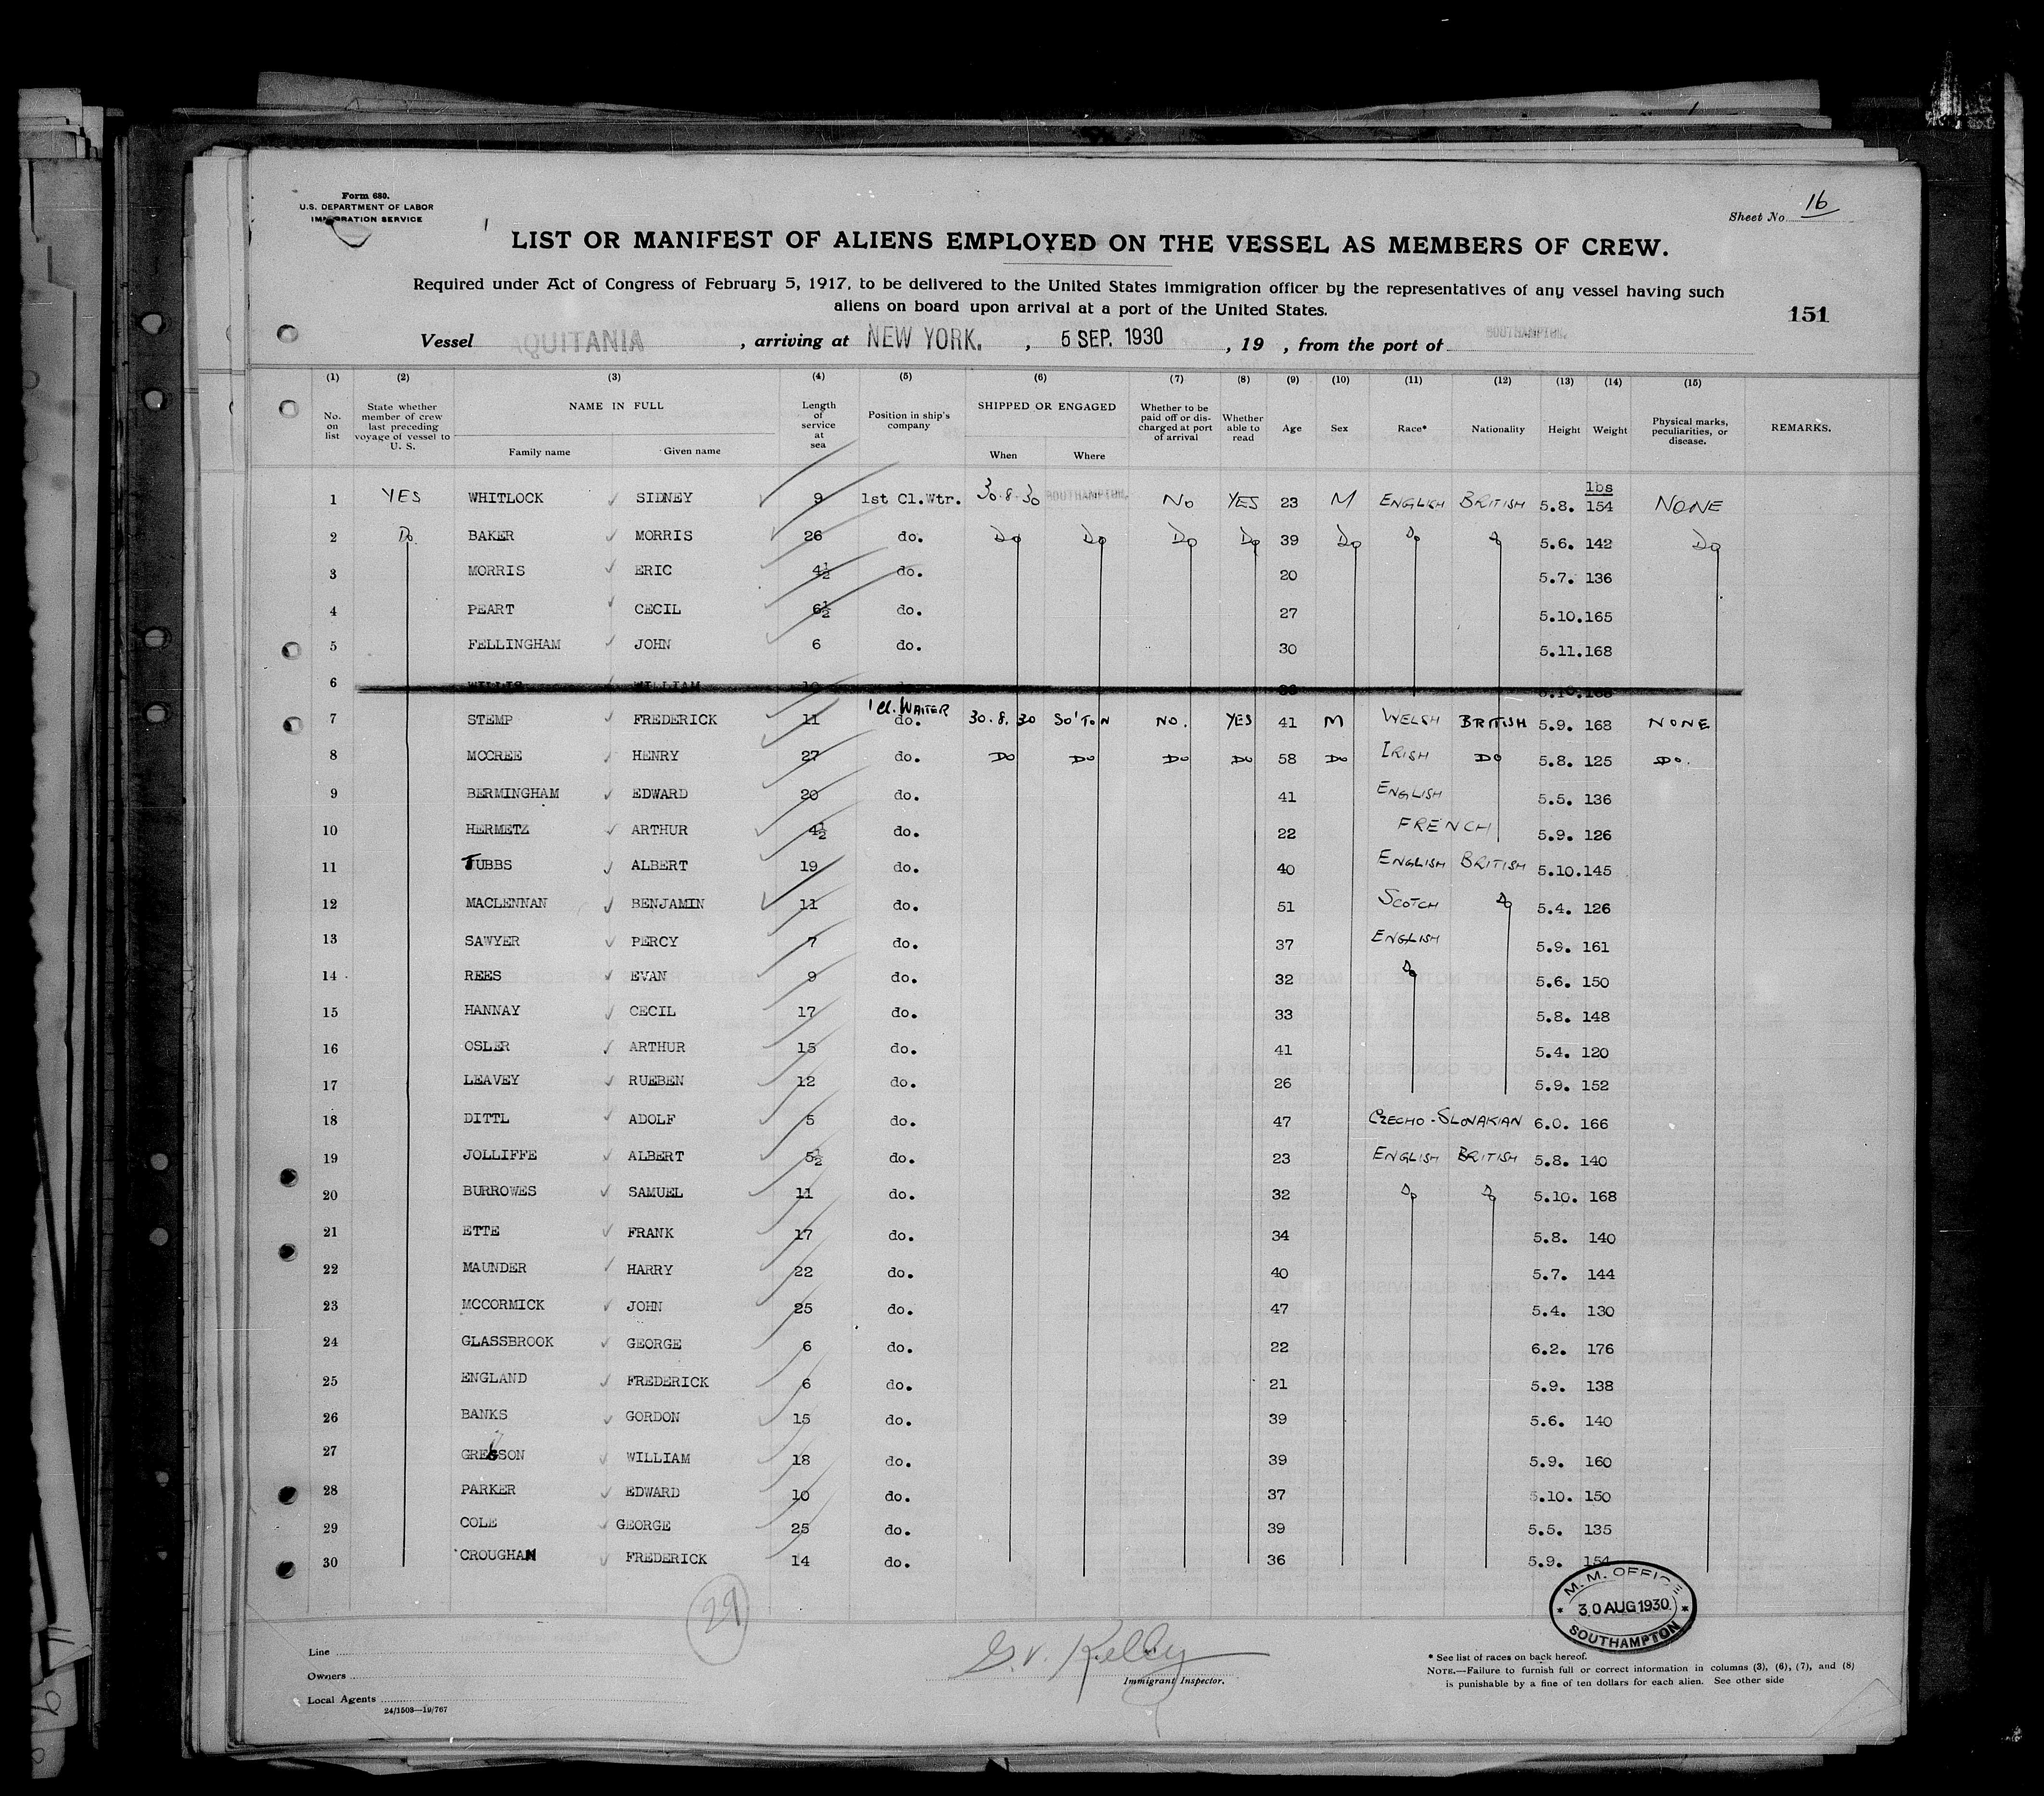 Form 680.
U.S. DEPARTMENT OF LABOR
IMMIGRATION SERVICE
Sheet No. 16
LIST OR MANIFEST OF ALIENS EMPLOYED ON THE VESSEL AS MEMBERS OF CREW.
Required under Act of Congress of February 5, 1917, to be delivered to the United States immigration officer by the representatives of any vessel having such
aliens on board upon arrival at a port of the United States.
151
Vessel AQUITANIA, arriving at NEW YORK., 5 SEP. 1930, 19 , from the port of SOUTHAMPTON.
(1) (2) (3) (4) (5) (6) (7) (8) (9) (10) (11) (12) (13) (14) (15)
No. on list State whether member of crew last preceding voyage of vessel to U. S. NAME IN FULL Family name Given name Length of service at sea Position in ship's company SHIPPED OR ENGAGED When Where Whether to be paid off or discharged at port of arrival Whether able to read Age Sex Race* Nationality Height Weight Physical marks, peculiarities, or disease. REMARKS.
lbs
1 YES WHITLOCK SIDNEY 9 1st Cl.Wtr. 30.8.30 SOUTHAMPTON. No YES 23 M ENGLISH BRITISH 5.8. 154 NONE
2 Do. BAKER MORRIS 26 do. Do Do Do Do 39 Do Do Do 5.6. 142 Do
3 MORRIS ERIC 4½ do. 20 5.7. 136
4 PEART CECIL 6½ do. 27 5.10. 165
5 FELLINGHAM JOHN 6 do. 30 5.11. 168
6 WILLIS WILLIAM
1 Cl. WAITER
7 STEMP FREDERICK 11 do. 30.8.30 SO'TON NO. YES 41 M WELSH BRITISH 5.9. 168 NONE
8 MCCREE HENRY 27 do. DO DO DO DO 58 DO IRISH DO 5.8. 125 DO.
9 BERMINGHAM EDWARD 20 do. 41 ENGLISH 5.5. 136
10 HERMETZ ARTHUR 4½ do. 22 FRENCH 5.9. 126
11 TUBBS ALBERT 19 do. 40 ENGLISH BRITISH 5.10. 145
12 MACLENNAN BENJAMIN 11 do. 51 SCOTCH Do 5.4. 126
13 SAWYER PERCY 7 do. 37 ENGLISH 5.9. 161
14 REES EVAN 9 do. 32 Do 5.6. 150
15 HANNAY CECIL 17 do. 33 5.8. 148
16 OSLER ARTHUR 15 do. 41 5.4. 120
17 LEAVEY RUEBEN 12 do. 26 5.9. 152
18 DITTL ADOLF 5 do. 47 CZECHO-SLOVAKIAN 6.0. 166
19 JOLLIFFE ALBERT 5½ do. 23 ENGLISH BRITISH 5.8. 140
20 BURROWES SAMUEL 11 do. 32 Do Do 5.10. 168
21 ETTE FRANK 17 do. 34 5.8. 140
22 MAUNDER HARRY 22 do. 40 5.7. 144
23 MCCORMICK JOHN 25 do. 47 5.4. 130
24 GLASSBROOK GEORGE 6 do. 22 6.2. 176
25 ENGLAND FREDERICK 6 do. 21 5.9. 138
26 BANKS GORDON 15 do. 39 5.6. 140
27 GREGSON WILLIAM 18 do. 39 5.9. 160
28 PARKER EDWARD 10 do. 37 5.10. 150
29 COLE GEORGE 25 do. 39 5.5. 135
30 CROUGHAN FREDERICK 14 do. 36 5.9. 154
29
M. M. OFFICE
30 AUG 1930
SOUTHAMPTON
Line
Owners
Local Agents
24/1503—19/767
G. V. Kelly
Immigrant Inspector.
* See list of races on back hereof.
NOTE.—Failure to furnish full or correct information in columns (3), (6), (7), and (8)
is punishable by a fine of ten dollars for each alien. See other side